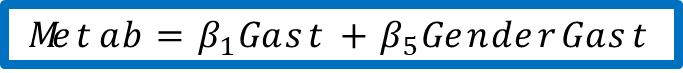 Metab = β₁Gast + β₅GenderGast